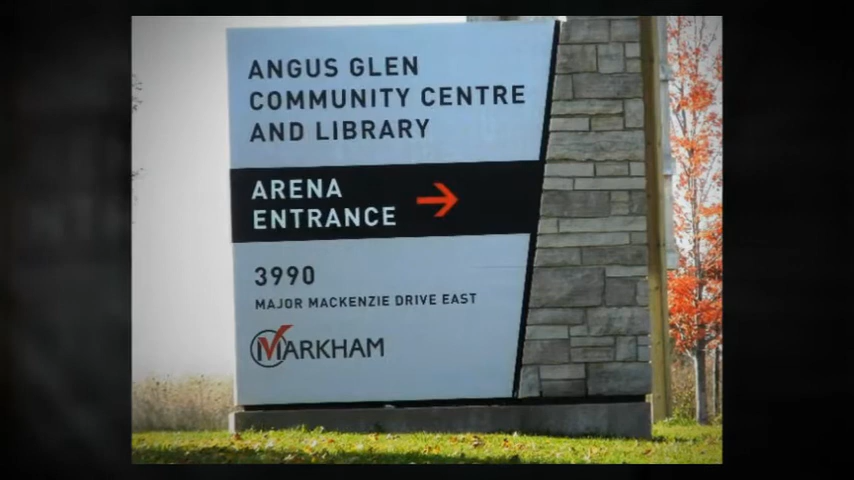 ANGUS GLEN
COMMUNITY CENTRE
AND LIBRARY
ARENA
ENTRANCE
3990
MAJOR MACKENZIE DRIVE EAST
MARKHAM